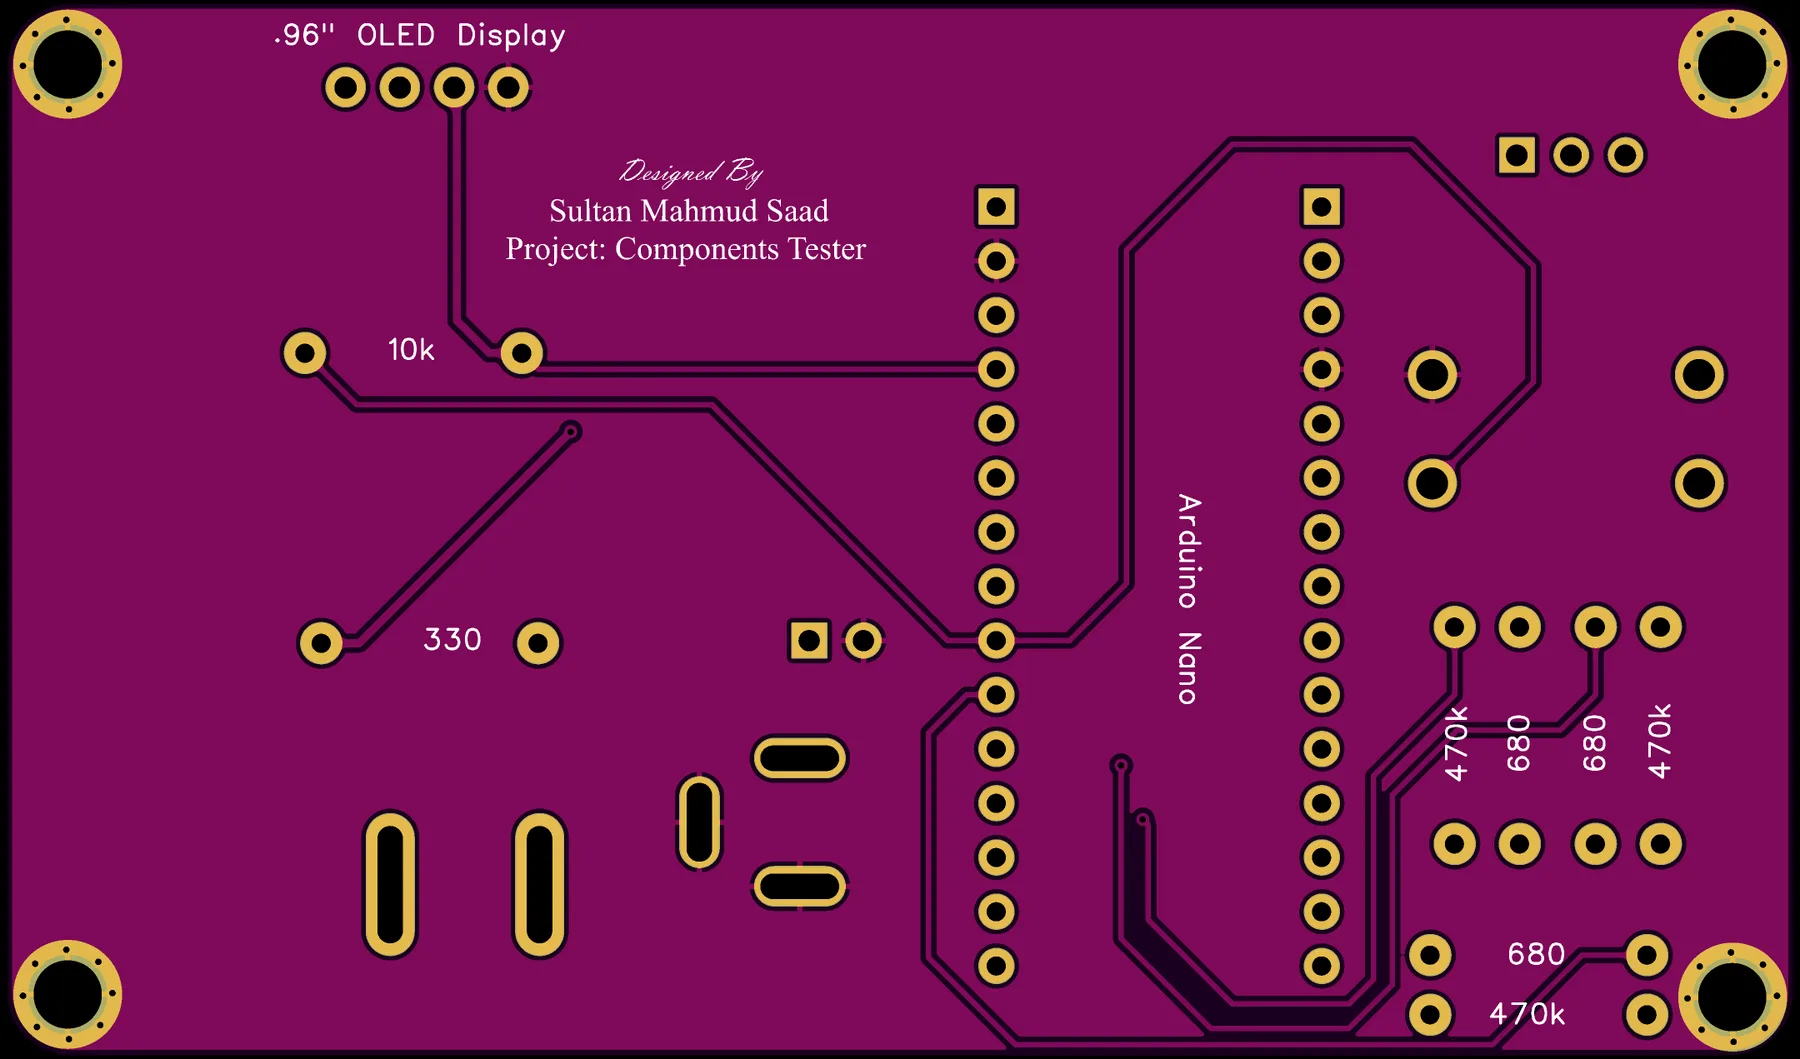 .96" OLED Display
Designed By
Sultan Mahmud Saad
Project: Components Tester
10k
Arduino Nano
330
470k
680
680
470k
680
470k